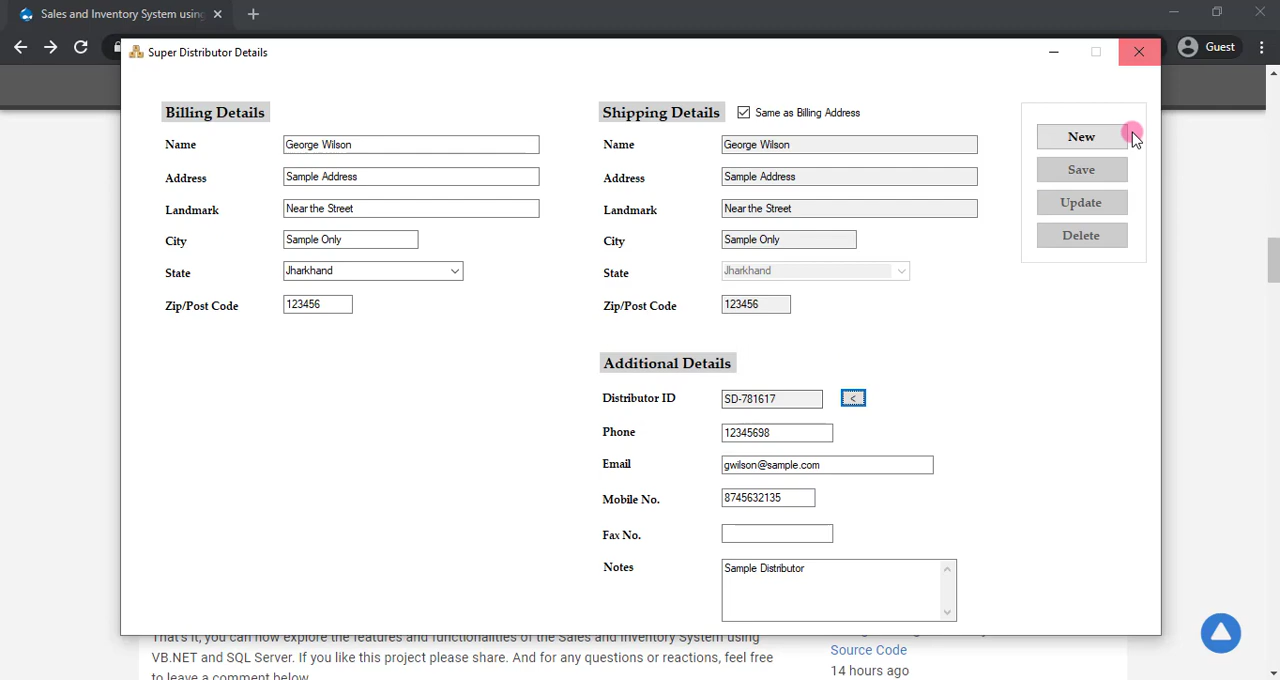 Sales and Inventory System using
Guest
Super Distributor Details
Billing Details
Name
George Wilson
Address
Sample Address
Landmark
Near the Street
City
Sample Only
State
Jharkhand
Zip/Post Code
123456
Shipping Details
Same as Billing Address
Name
George Wilson
Address
Sample Address
Landmark
Near the Street
City
Sample Only
State
Jharkhand
Zip/Post Code
123456
New
Save
Update
Delete
Additional Details
Distributor ID
SD-781617
<
Phone
12345698
Email
gwilson@sample.com
Mobile No.
8745632135
Fax No.
Notes
Sample Distributor
That's it, you can now explore the features and functionalities of the Sales and Inventory System using
VB.NET and SQL Server. If you like this project please share. And for any questions or reactions, feel free
to leave a comment below
Source Code
14 hours ago